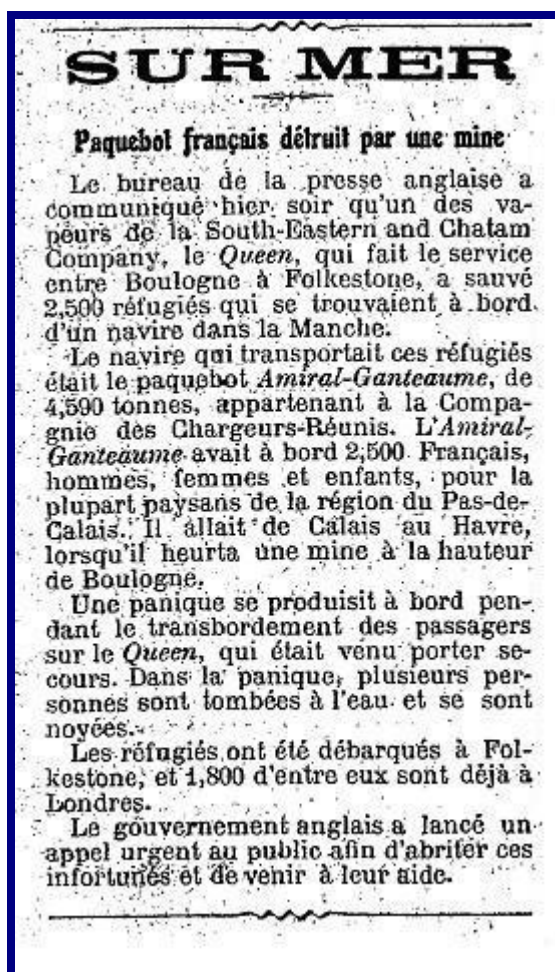 SUR MER
Paquebot français détruit par une mine
Le bureau de la presse anglaise a
communiqué hier soir qu'un des va-
peurs de la South-Eastern and Chatam
Company, le Queen, qui fait le service
entre Boulogne à Folkestone, a sauvé
2,500 réfugiés qui se trouvaient à bord
d'un navire dans la Manche.
Le navire qui transportait ces réfugiés
était le paquebot Amiral-Ganteaume, de
4,590 tonnes, appartenant à la Compa-
gnie des Chargeurs-Réunis. L'Amiral-
Ganteaume avait à bord 2,500 Français,
hommes, femmes et enfants, pour la
plupart paysans de la région du Pas-de-
Calais. Il allait de Calais au Havre,
lorsqu'il heurta une mine à la hauteur
de Boulogne.
Une panique se produisit à bord pen-
dant le transbordement des passagers
sur le Queen, qui était venu porter se-
cours. Dans la panique, plusieurs per-
sonnes sont tombées à l'eau et se sont
noyées.
Les réfugiés ont été débarqués à Fol-
kestone, et 1,800 d'entre eux sont déjà à
Londres.
Le gouvernement anglais a lancé un
appel urgent au public afin d'abriter ces
infortunés et de venir à leur aide.